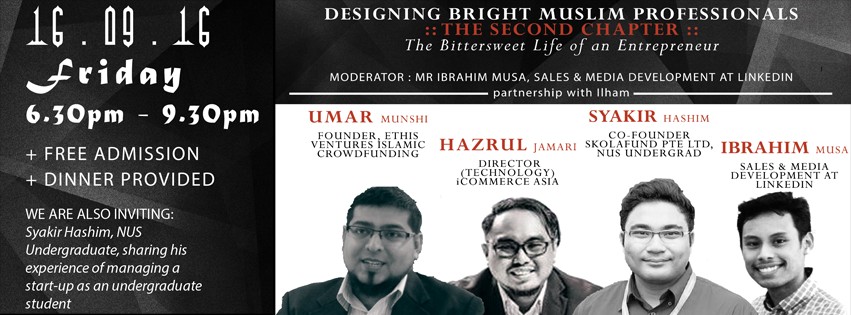 16.09.16
Friday
6.30pm – 9.30pm
+ FREE ADMISSION
+ DINNER PROVIDED
WE ARE ALSO INVITING:
Syakir Hashim, NUS
Undergraduate, sharing his
experience of managing a
start-up as an undergraduate
student
DESIGNING BRIGHT MUSLIM PROFESSIONALS
:: THE SECOND CHAPTER ::
The Bittersweet Life of an Entrepreneur
MODERATOR : MR IBRAHIM MUSA, SALES & MEDIA DEVELOPMENT AT LINKEDIN
partnership with Ilham
UMAR MUNSHI
FOUNDER, ETHIS
VENTURES ISLAMIC
CROWDFUNDING
HAZRUL JAMARI
DIRECTOR
(TECHNOLOGY)
iCOMMERCE ASIA
SYAKIR HASHIM
CO-FOUNDER
SKOLAFUND PTE LTD,
NUS UNDERGRAD
IBRAHIM MUSA
SALES & MEDIA
DEVELOPMENT AT
LINKEDIN